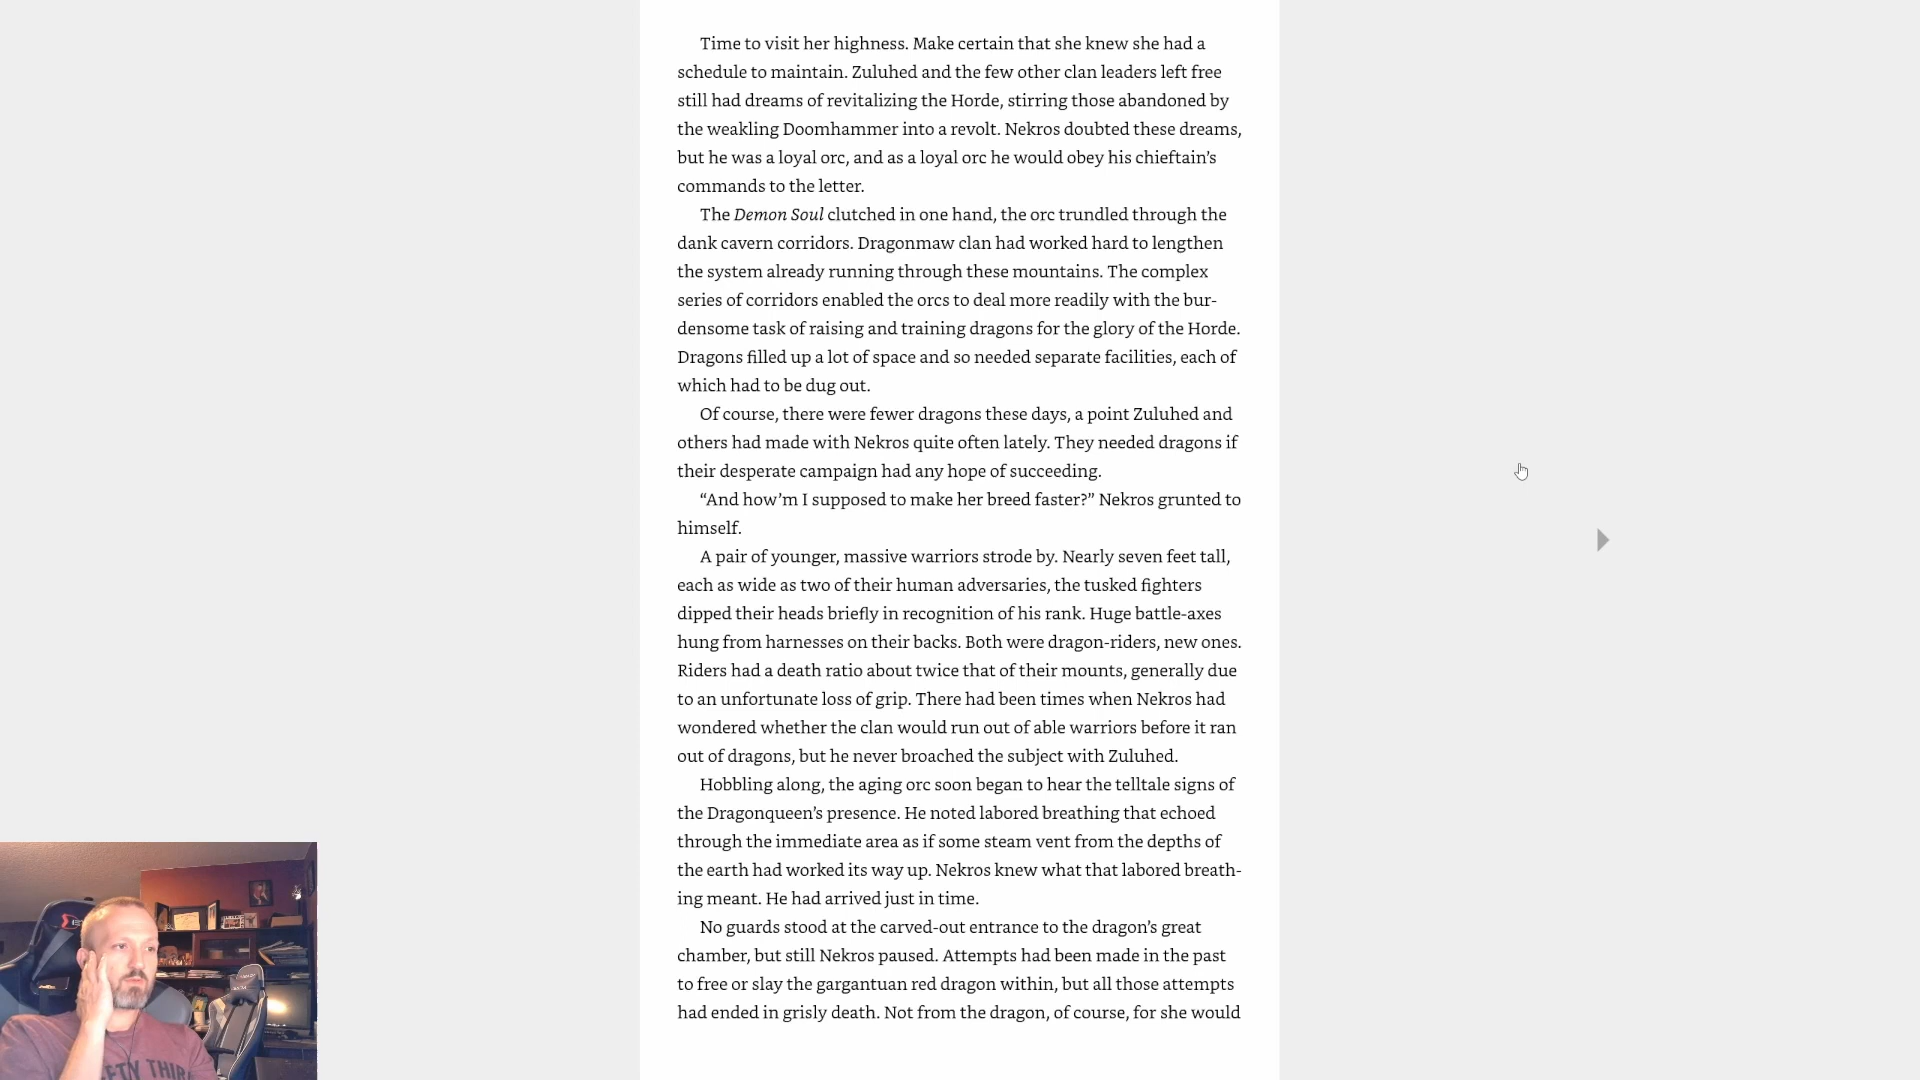 Time to visit her highness. Make certain that she knew she had a
schedule to maintain. Zuluhed and the few other clan leaders left free
still had dreams of revitalizing the Horde, stirring those abandoned by
the weakling Doomhammer into a revolt. Nekros doubted these dreams,
but he was a loyal orc, and as a loyal orc he would obey his chieftain’s
commands to the letter.
The Demon Soul clutched in one hand, the orc trundled through the
dank cavern corridors. Dragonmaw clan had worked hard to lengthen
the system already running through these mountains. The complex
series of corridors enabled the orcs to deal more readily with the bur-
densome task of raising and training dragons for the glory of the Horde.
Dragons filled up a lot of space and so needed separate facilities, each of
which had to be dug out.
Of course, there were fewer dragons these days, a point Zuluhed and
others had made with Nekros quite often lately. They needed dragons if
their desperate campaign had any hope of succeeding.
“And how’m I supposed to make her breed faster?” Nekros grunted to
himself.
A pair of younger, massive warriors strode by. Nearly seven feet tall,
each as wide as two of their human adversaries, the tusked fighters
dipped their heads briefly in recognition of his rank. Huge battle-axes
hung from harnesses on their backs. Both were dragon-riders, new ones.
Riders had a death ratio about twice that of their mounts, generally due
to an unfortunate loss of grip. There had been times when Nekros had
wondered whether the clan would run out of able warriors before it ran
out of dragons, but he never broached the subject with Zuluhed.
Hobbling along, the aging orc soon began to hear the telltale signs of
the Dragonqueen’s presence. He noted labored breathing that echoed
through the immediate area as if some steam vent from the depths of
the earth had worked its way up. Nekros knew what that labored breath-
ing meant. He had arrived just in time.
No guards stood at the carved-out entrance to the dragon’s great
chamber, but still Nekros paused. Attempts had been made in the past
to free or slay the gargantuan red dragon within, but all those attempts
had ended in grisly death. Not from the dragon, of course, for she would